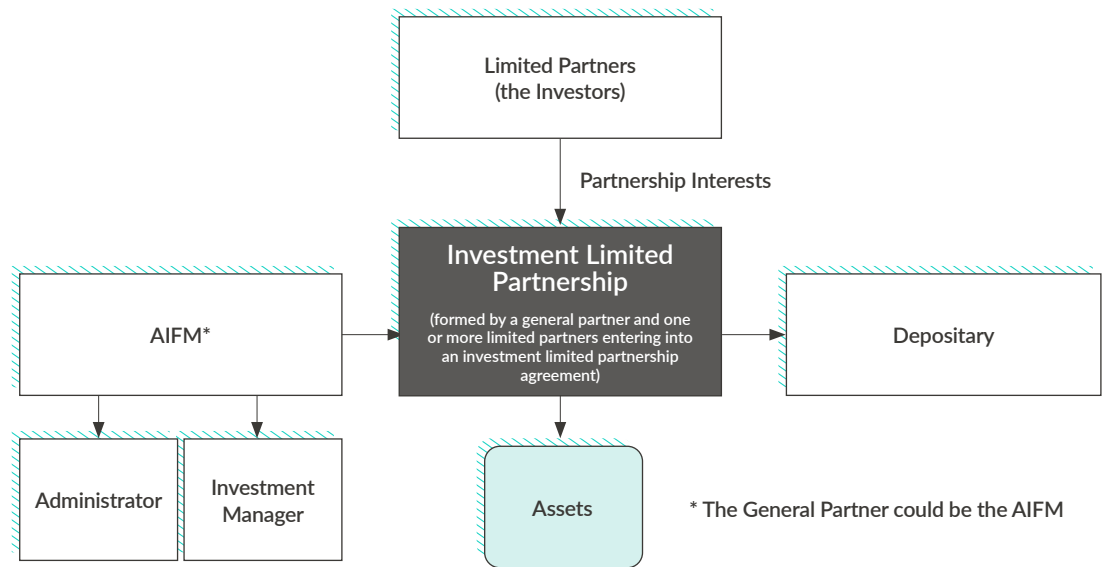 Limited Partners
(the Investors)
Partnership Interests
Investment Limited
Partnership
(formed by a general partner and one
or more limited partners entering into
an investment limited partnership
agreement)
AIFM*
Depositary
Administrator
Investment
Manager
Assets
* The General Partner could be the AIFM